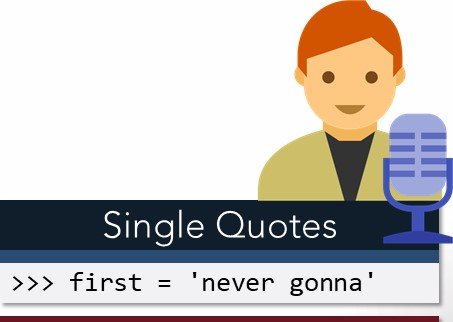 Single Quotes
>>> first = 'never gonna'